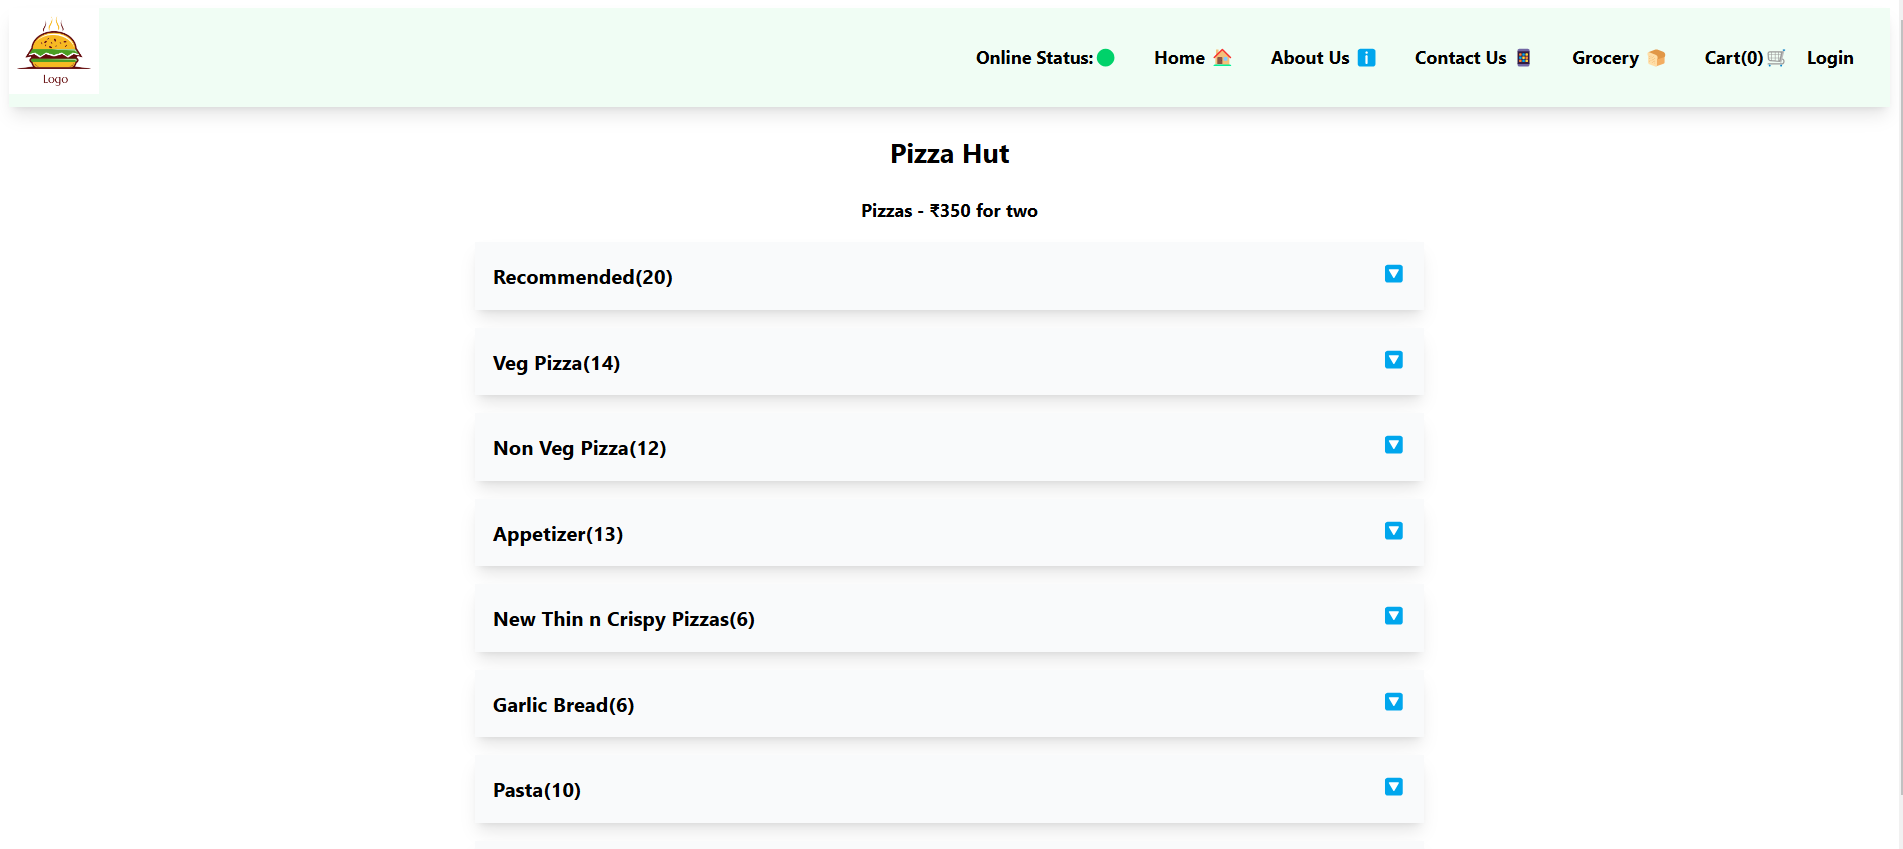 Logo
Online Status:🟢 Home 🏠 About Us ℹ️ Contact Us 📱 Grocery 🍞 Cart(0)🛒 Login
Pizza Hut
Pizzas - ₹350 for two
Recommended(20) 🔽
Veg Pizza(14) 🔽
Non Veg Pizza(12) 🔽
Appetizer(13) 🔽
New Thin n Crispy Pizzas(6) 🔽
Garlic Bread(6) 🔽
Pasta(10) 🔽